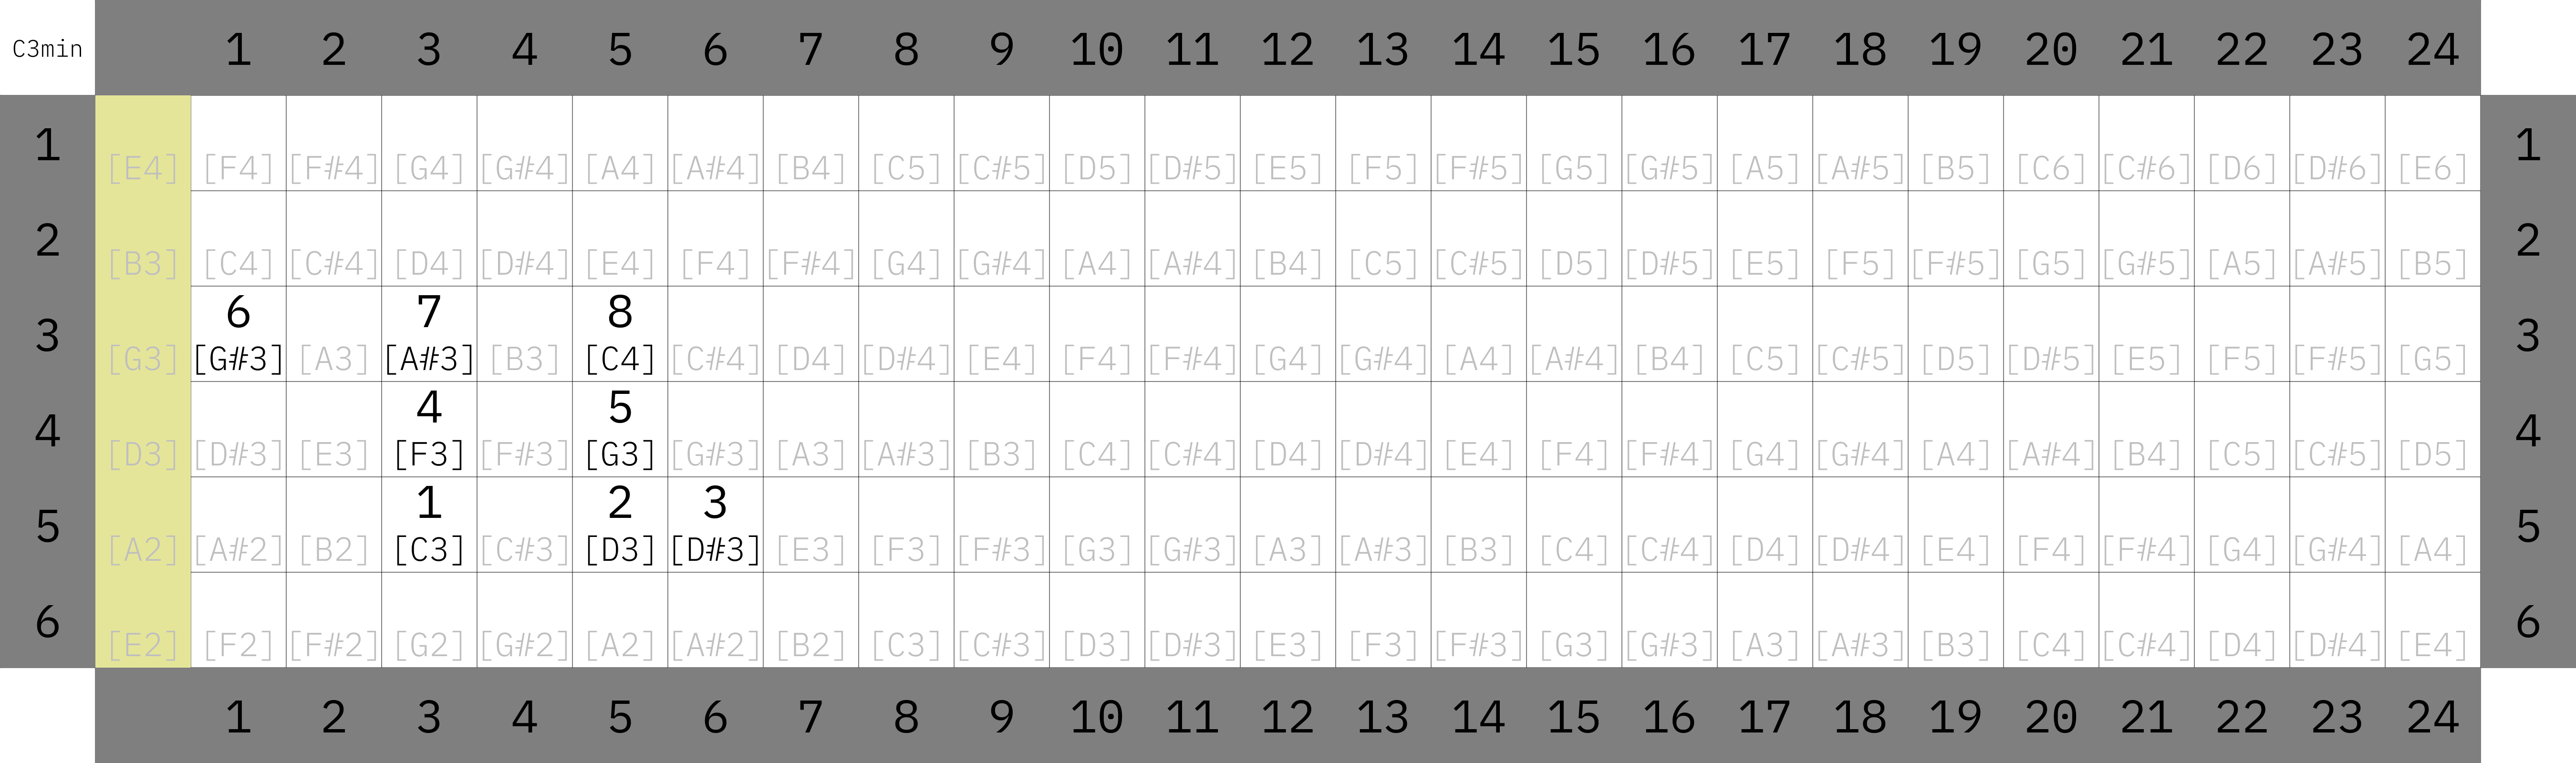 C3min 1 2 3 4 5 6 7 8 9 10 11 12 13 14 15 16 17 18 19 20 21 22 23 24
1 [E4] [F4] [F#4] [G4] [G#4] [A4] [A#4] [B4] [C5] [C#5] [D5] [D#5] [E5] [F5] [F#5] [G5] [G#5] [A5] [A#5] [B5] [C6] [C#6] [D6] [D#6] [E6] 1
2 [B3] [C4] [C#4] [D4] [D#4] [E4] [F4] [F#4] [G4] [G#4] [A4] [A#4] [B4] [C5] [C#5] [D5] [D#5] [E5] [F5] [F#5] [G5] [G#5] [A5] [A#5] [B5] 2
6 7 8
3 [G3] [G#3] [A3] [A#3] [B3] [C4] [C#4] [D4] [D#4] [E4] [F4] [F#4] [G4] [G#4] [A4] [A#4] [B4] [C5] [C#5] [D5] [D#5] [E5] [F5] [F#5] [G5] 3
4 5
4 [D3] [D#3] [E3] [F3] [F#3] [G3] [G#3] [A3] [A#3] [B3] [C4] [C#4] [D4] [D#4] [E4] [F4] [F#4] [G4] [G#4] [A4] [A#4] [B4] [C5] [C#5] [D5] 4
1 2 3
5 [A2] [A#2] [B2] [C3] [C#3] [D3] [D#3] [E3] [F3] [F#3] [G3] [G#3] [A3] [A#3] [B3] [C4] [C#4] [D4] [D#4] [E4] [F4] [F#4] [G4] [G#4] [A4] 5
6 [E2] [F2] [F#2] [G2] [G#2] [A2] [A#2] [B2] [C3] [C#3] [D3] [D#3] [E3] [F3] [F#3] [G3] [G#3] [A3] [A#3] [B3] [C4] [C#4] [D4] [D#4] [E4] 6
1 2 3 4 5 6 7 8 9 10 11 12 13 14 15 16 17 18 19 20 21 22 23 24